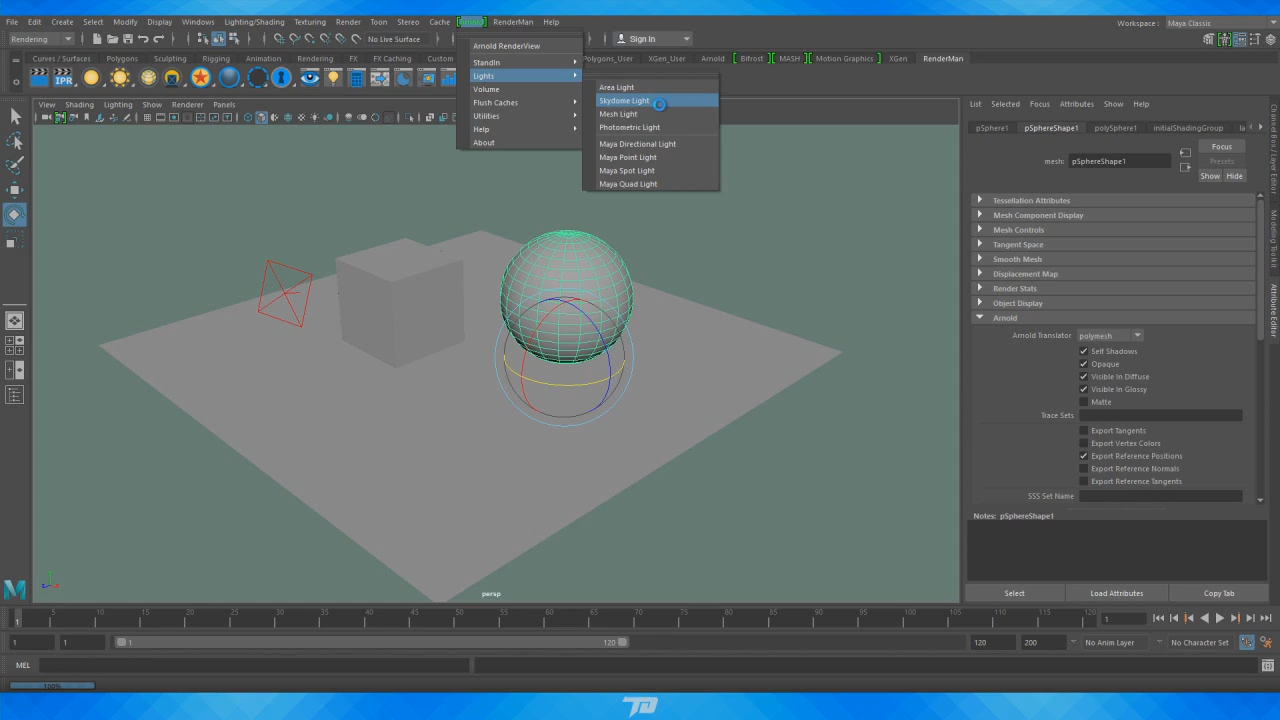 File Edit Create Select Modify Display Windows Lighting/Shading Texturing Render Toon Stereo Cache Arnold RenderMan Help
Workspace : Maya Classic
Rendering
No Live Surface
Sign In
Curves / Surfaces Polygons Sculpting Rigging Animation Rendering FX FX Caching Custom
Polygons_User XGen_User Arnold Bifrost MASH Motion Graphics XGen RenderMan
IPR
Arnold RenderView
StandIn
Lights
Volume
Flush Caches
Utilities
Help
About
Area Light
Skydome Light
Mesh Light
Photometric Light
Maya Directional Light
Maya Point Light
Maya Spot Light
Maya Quad Light
View Shading Lighting Show Renderer Panels
persp
List Selected Focus Attributes Show Help
pSphere1 pSphereShape1 polySphere1 initialShadingGroup
mesh: pSphereShape1
Focus
Presets
Show Hide
Tessellation Attributes
Mesh Component Display
Mesh Controls
Tangent Space
Smooth Mesh
Displacement Map
Render Stats
Object Display
Arnold
Arnold Translator polymesh
Self Shadows
Opaque
Visible In Diffuse
Visible In Glossy
Matte
Trace Sets
Export Tangents
Export Vertex Colors
Export Reference Positions
Export Reference Normals
Export Reference Tangents
SSS Set Name
Notes: pSphereShape1
Select Load Attributes Copy Tab
Channel Box / Layer Editor
Modeling Toolkit
Attribute Editor
1 5 10 15 20 25 30 35 40 45 50 55 60 65 70 75 80 85 90 95 100 105 110 115 120
1
1 1 1 120 120 200 No Anim Layer No Character Set
MEL
100%